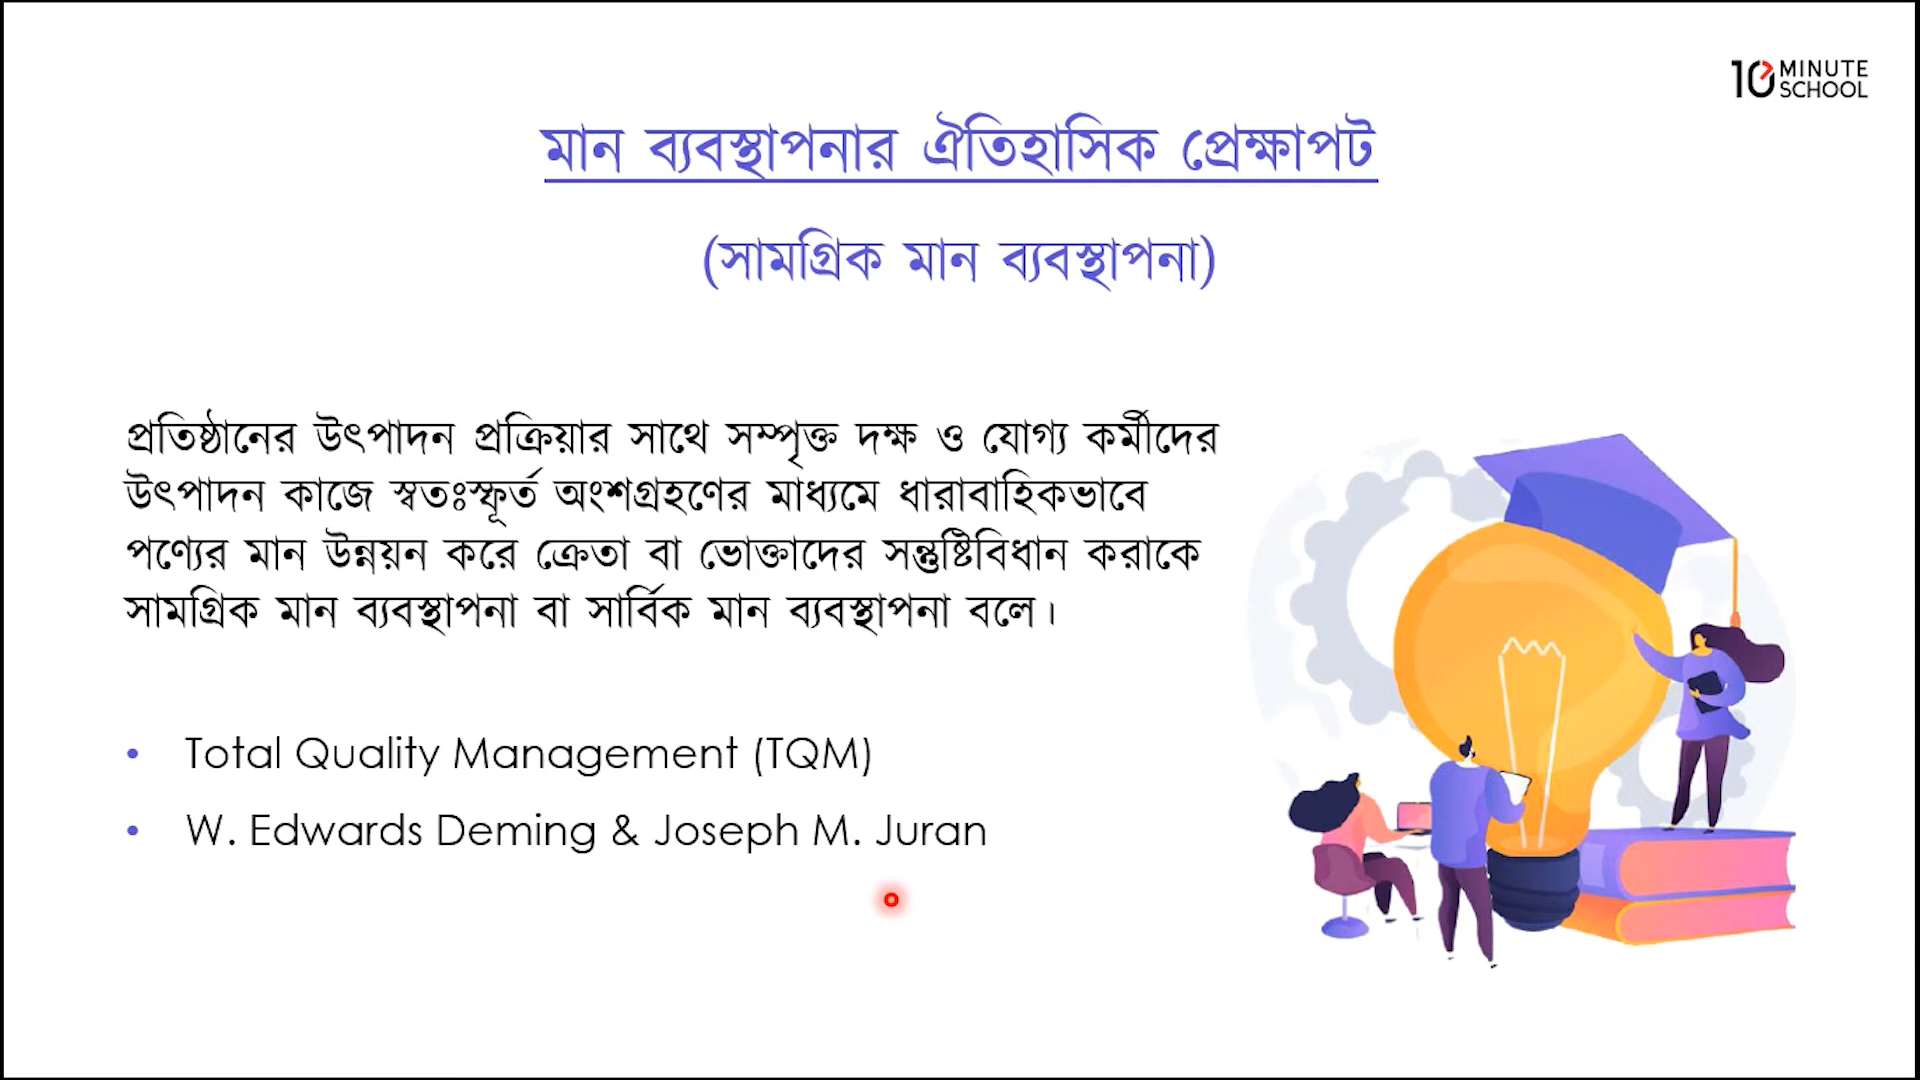 10 MINUTE SCHOOL
মান ব্যবস্থাপনার ঐতিহাসিক প্রেক্ষাপট
(সামগ্রিক মান ব্যবস্থাপনা)
প্রতিষ্ঠানের উৎপাদন প্রক্রিয়ার সাথে সম্পৃক্ত দক্ষ ও যোগ্য কর্মীদের
উৎপাদন কাজে স্বতঃস্ফূর্ত অংশগ্রহণের মাধ্যমে ধারাবাহিকভাবে
পণ্যের মান উন্নয়ন করে ক্রেতা বা ভোক্তাদের সন্তুষ্টিবিধান করাকে
সামগ্রিক মান ব্যবস্থাপনা বা সার্বিক মান ব্যবস্থাপনা বলে।
• Total Quality Management (TQM)
• W. Edwards Deming & Joseph M. Juran